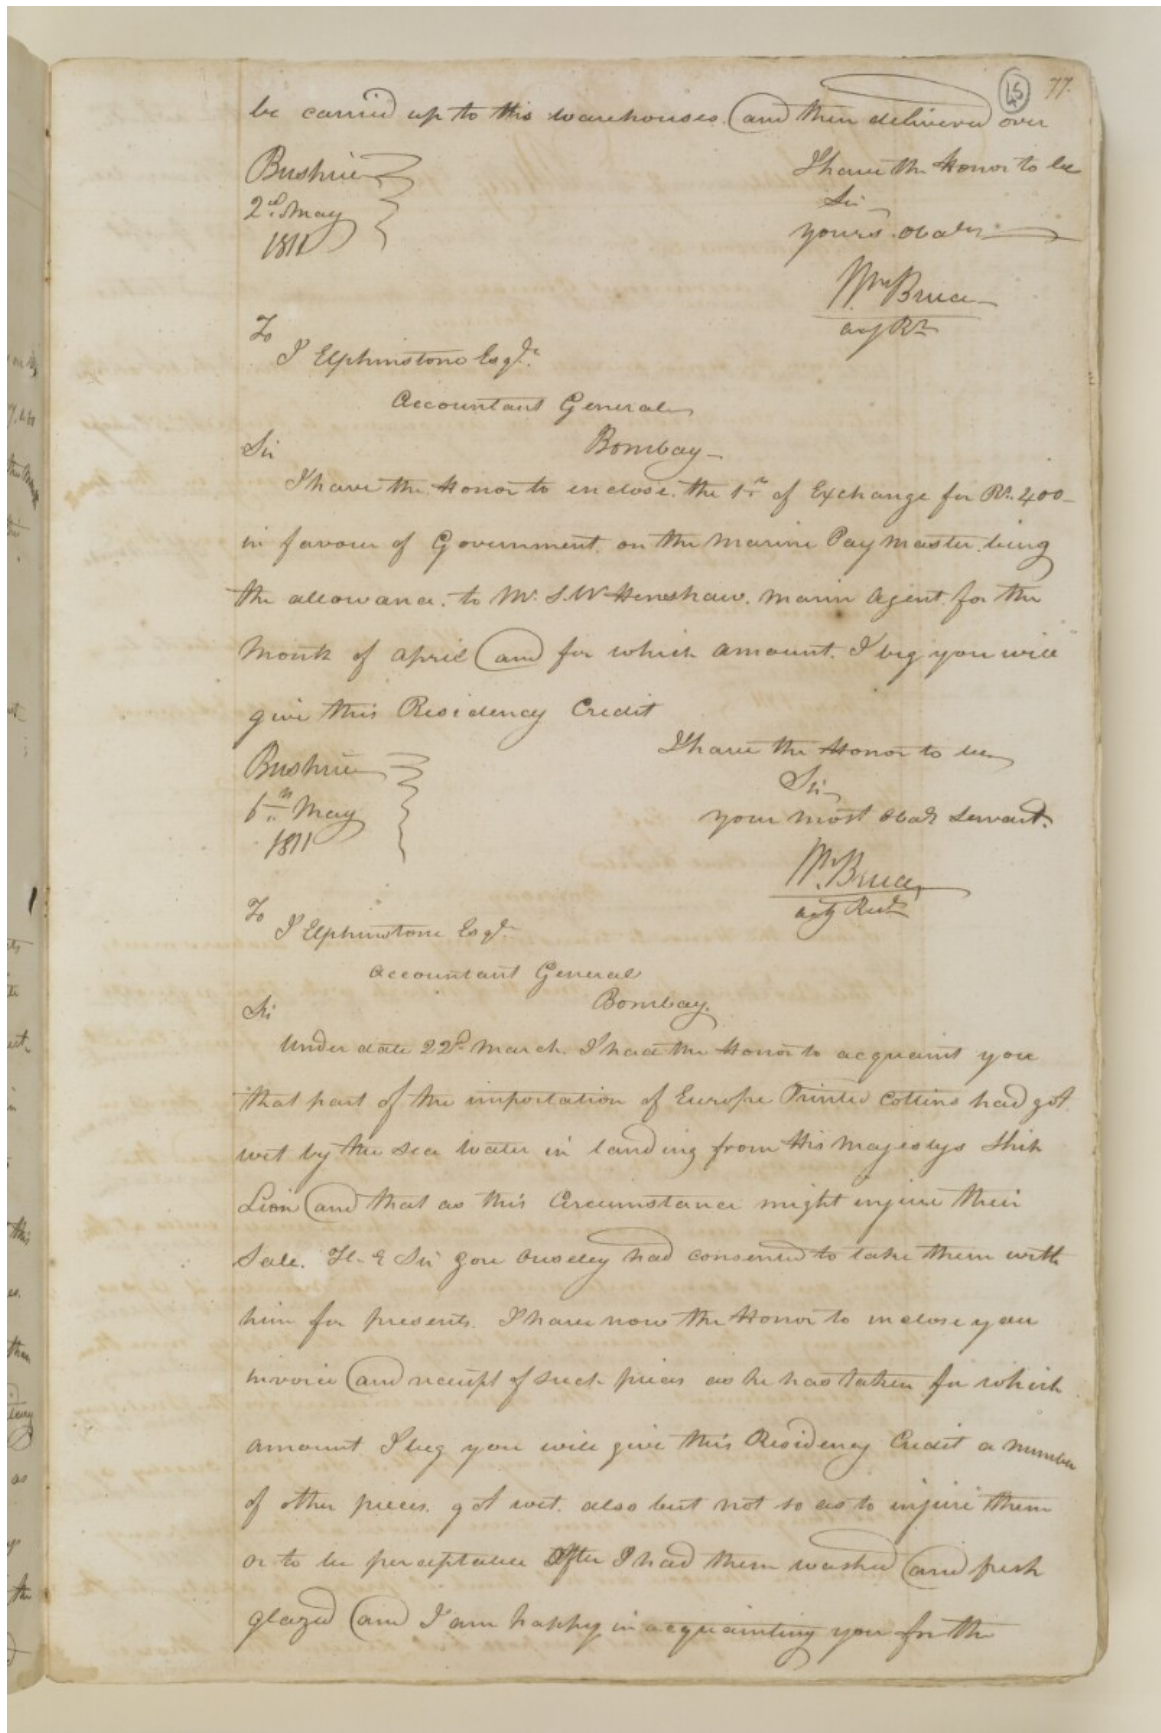 45 77.
be carried up to this warehouses. and then delivered over
I have the Honor to be
Sir
yours obedt.
Wm. Bruce
actg Rt
Bushire
2d. May
1811
To
J Elphinstone Esqr.
Accountant General
Bombay
Sir
I have the Honor to enclose. the 1st of Exchange for Rs. 400
in favour of Government. on the Marine Pay Master. being
the allowance. to Mr. S. W Henshaw. Marine Agent. for the
Month of April and for which amount. I beg you will
give this Residency Credit
I have the Honor to be
Sir
your most obedt Servant.
Wm. Bruce
actg Resdt
Bushire
6th May
1811
To
J Elphinstone Esqr.
Accountant General
Bombay.
Sir
Under date 22d. March. I had the Honor to acquaint you
that part of the importation of Europe Printed Cottons had got
wet by the sea water in landing from His Majestys Ship
Lion and that as this Circumstance might injure their
Sale. H. E Sir Gore Ouseley had consented to take them with
him for presents. I have now the Honor to inclose you
invoice and receipt of such pieces as he has taken for which
amount. I beg you will give this Residency Credit a number
of other pieces. got wet. also but not so as to injure them
or to be perceptable After I had them washed and fresh
glazed and I am happy in acquainting you for the